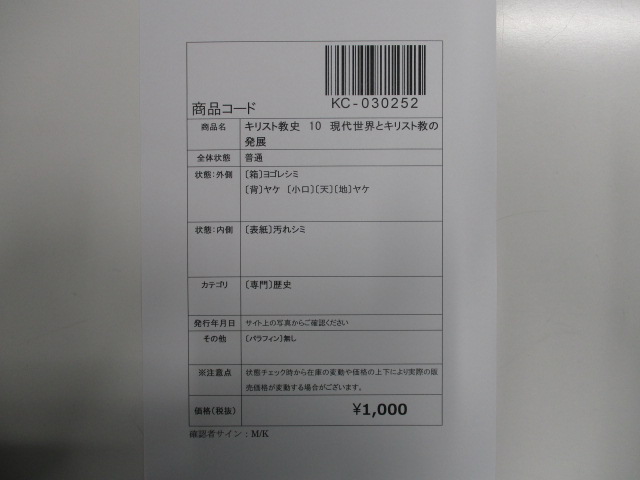 KC-030252
商品コード
商品名 キリスト教史 10 現代世界とキリスト教の
発展
全体状態 普通
状態:外側 〔箱〕ヨゴレシミ
〔背〕ヤケ 〔小口〕〔天〕〔地〕ヤケ
状態:内側 〔表紙〕汚れシミ
カテゴリ 〔専門〕歴史
発行年月日 サイト上の写真からご確認ください
その他 〔パラフィン〕無し
※注意点 状態チェック時から在庫の変動や価格の上下により実際の販
売価格が変動する場合がございます。
価格(税抜) ¥1,000
確認者サイン:M/K